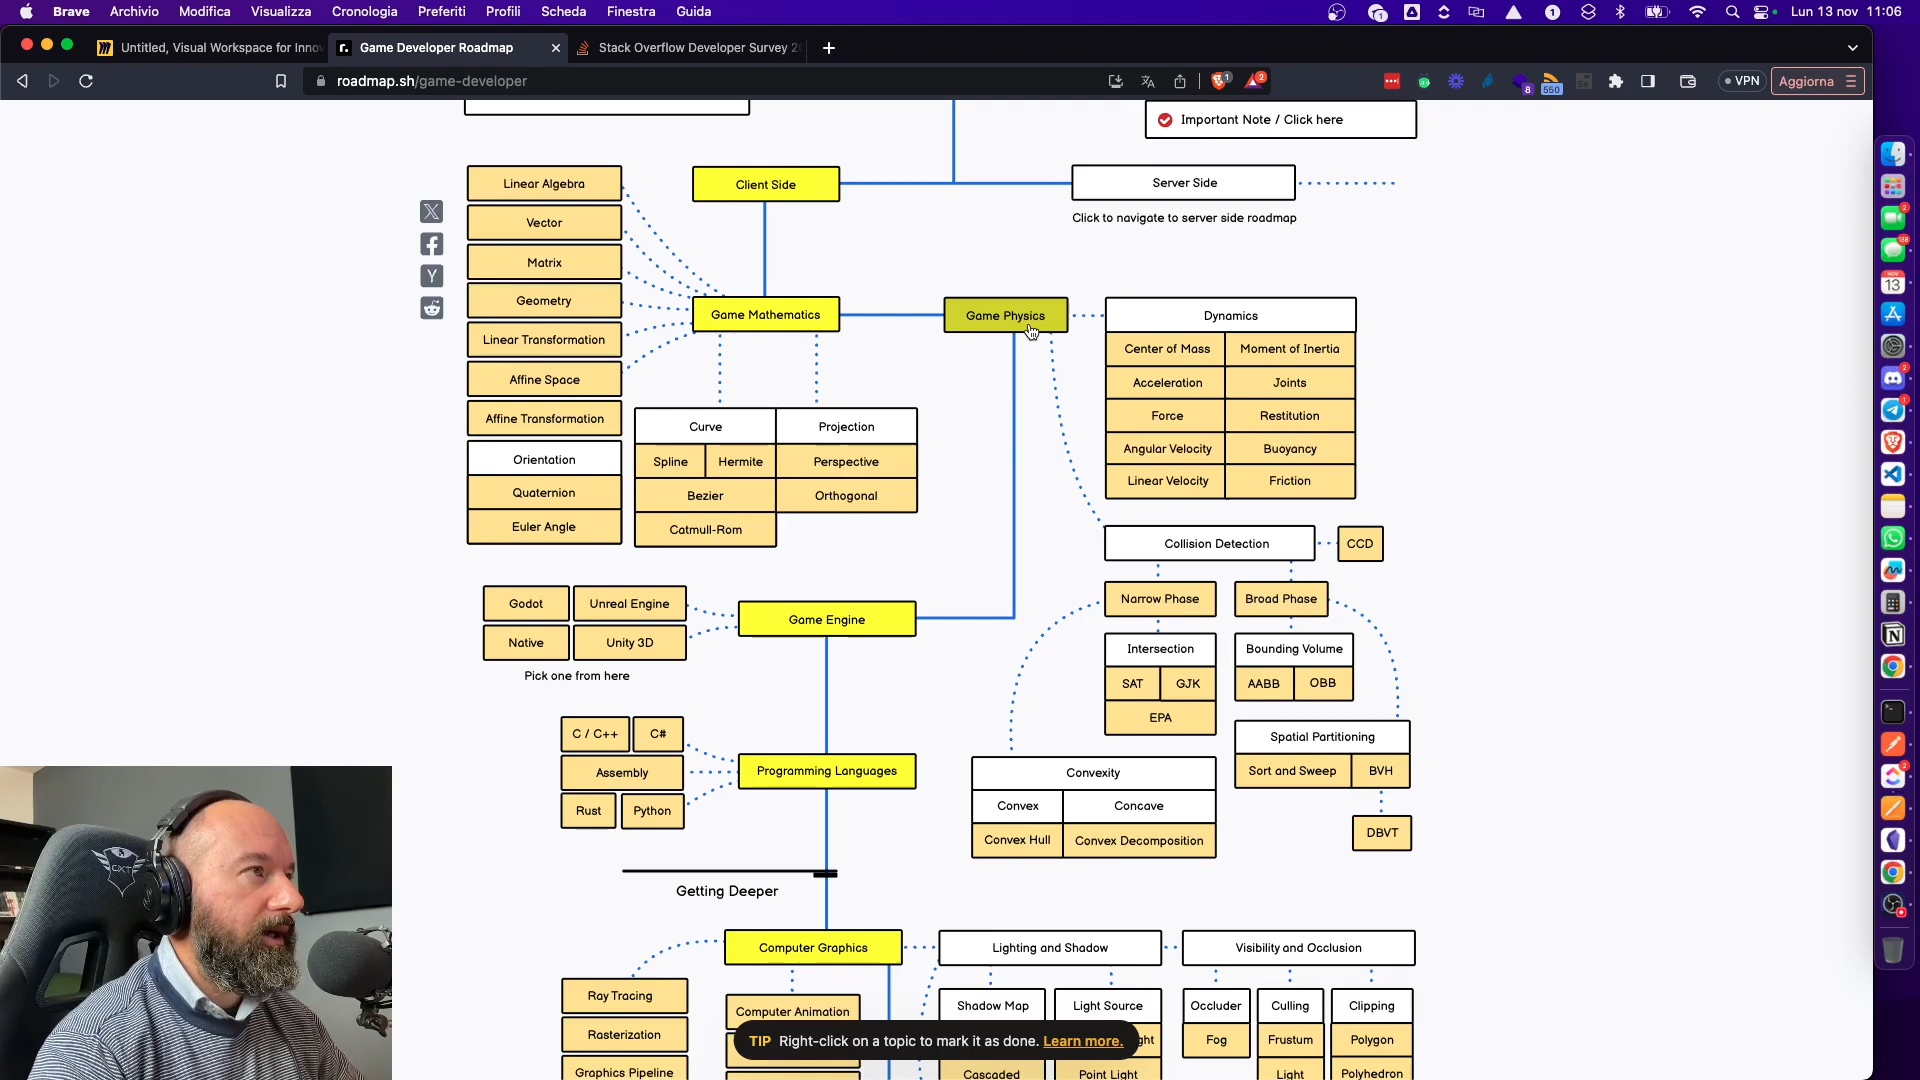 Brave Archivio Modifica Visualizza Cronologia Preferiti Profili Scheda Finestra Guida
Lun 13 nov 11:06
Untitled, Visual Workspace for Innov
Game Developer Roadmap
Stack Overflow Developer Survey 20
roadmap.sh/game-developer
VPN
Aggiorna
Important Note / Click here
Client Side
Server Side
Click to navigate to server side roadmap
Linear Algebra
Vector
Matrix
Geometry
Linear Transformation
Affine Space
Affine Transformation
Orientation
Quaternion
Euler Angle
Game Mathematics
Game Physics
Curve
Projection
Spline
Hermite
Perspective
Bezier
Orthogonal
Catmull-Rom
Dynamics
Center of Mass
Moment of Inertia
Acceleration
Joints
Force
Restitution
Angular Velocity
Buoyancy
Linear Velocity
Friction
Collision Detection
CCD
Narrow Phase
Broad Phase
Intersection
SAT
GJK
EPA
Bounding Volume
AABB
OBB
Spatial Partitioning
Sort and Sweep
BVH
DBVT
Convexity
Convex
Concave
Convex Hull
Convex Decomposition
Godot
Unreal Engine
Native
Unity 3D
Pick one from here
Game Engine
C / C++
C#
Assembly
Rust
Python
Programming Languages
Getting Deeper
Computer Graphics
Lighting and Shadow
Visibility and Occlusion
Ray Tracing
Rasterization
Graphics Pipeline
Computer Animation
Shadow Map
Light Source
Occluder
Culling
Clipping
ght
Fog
Frustum
Polygon
Cascaded
Point Light
Light
Polyhedron
TIP Right-click on a topic to mark it as done. Learn more.